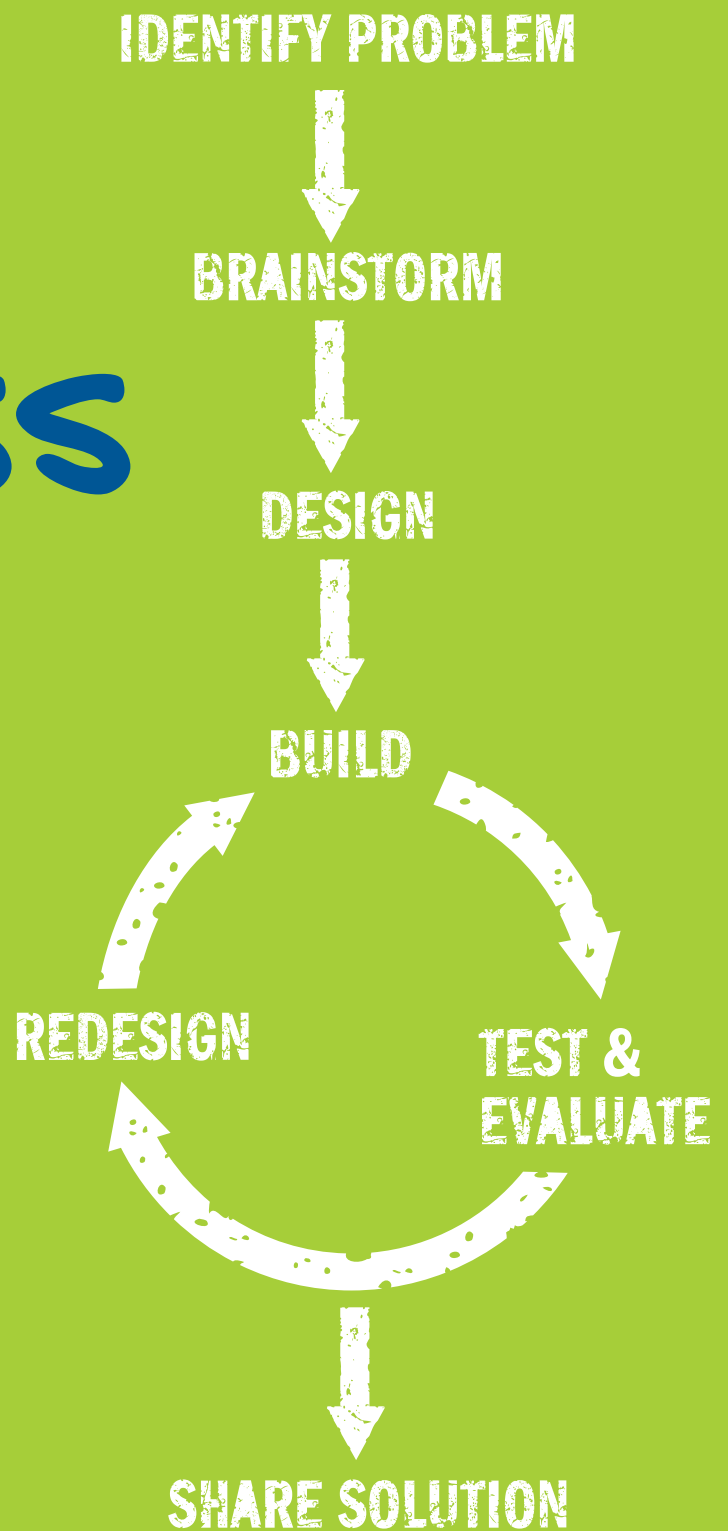 IDENTIFY PROBLEM
BRAINSTORM
DESIGN
BUILD
REDESIGN
TEST &
EVALUATE
SHARE SOLUTION